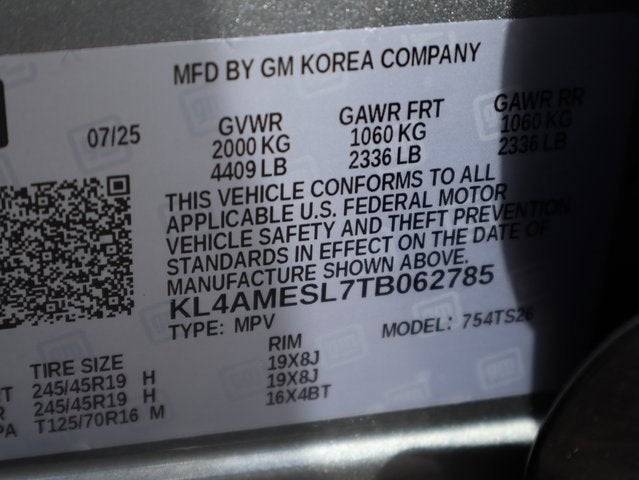 MFD BY GM KOREA COMPANY
07/25 GVWR GAWR FRT GAWR RR
2000 KG 1060 KG 1060 KG
4409 LB 2336 LB 2336 LB
THIS VEHICLE CONFORMS TO ALL
APPLICABLE U.S. FEDERAL MOTOR
VEHICLE SAFETY AND THEFT PREVENTION
STANDARDS IN EFFECT ON THE DATE OF
MANUFACTURE SHOWN ABOVE.
KL4AMESL7TB062785
TYPE: MPV MODEL: 754TS26
TIRE SIZE RIM
245/45R19 H 19X8J
245/45R19 H 19X8J
T125/70R16 M 16X4BT